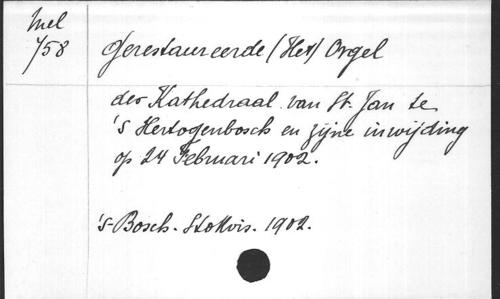 Mel
758
Gerestaureerde (Het) Orgel
der Kathedraal van St. Jan te
's Hertogenbosch en zijne inwijding
op 24 Februari 1902.
's-Bosch. Stokvis. 1902.